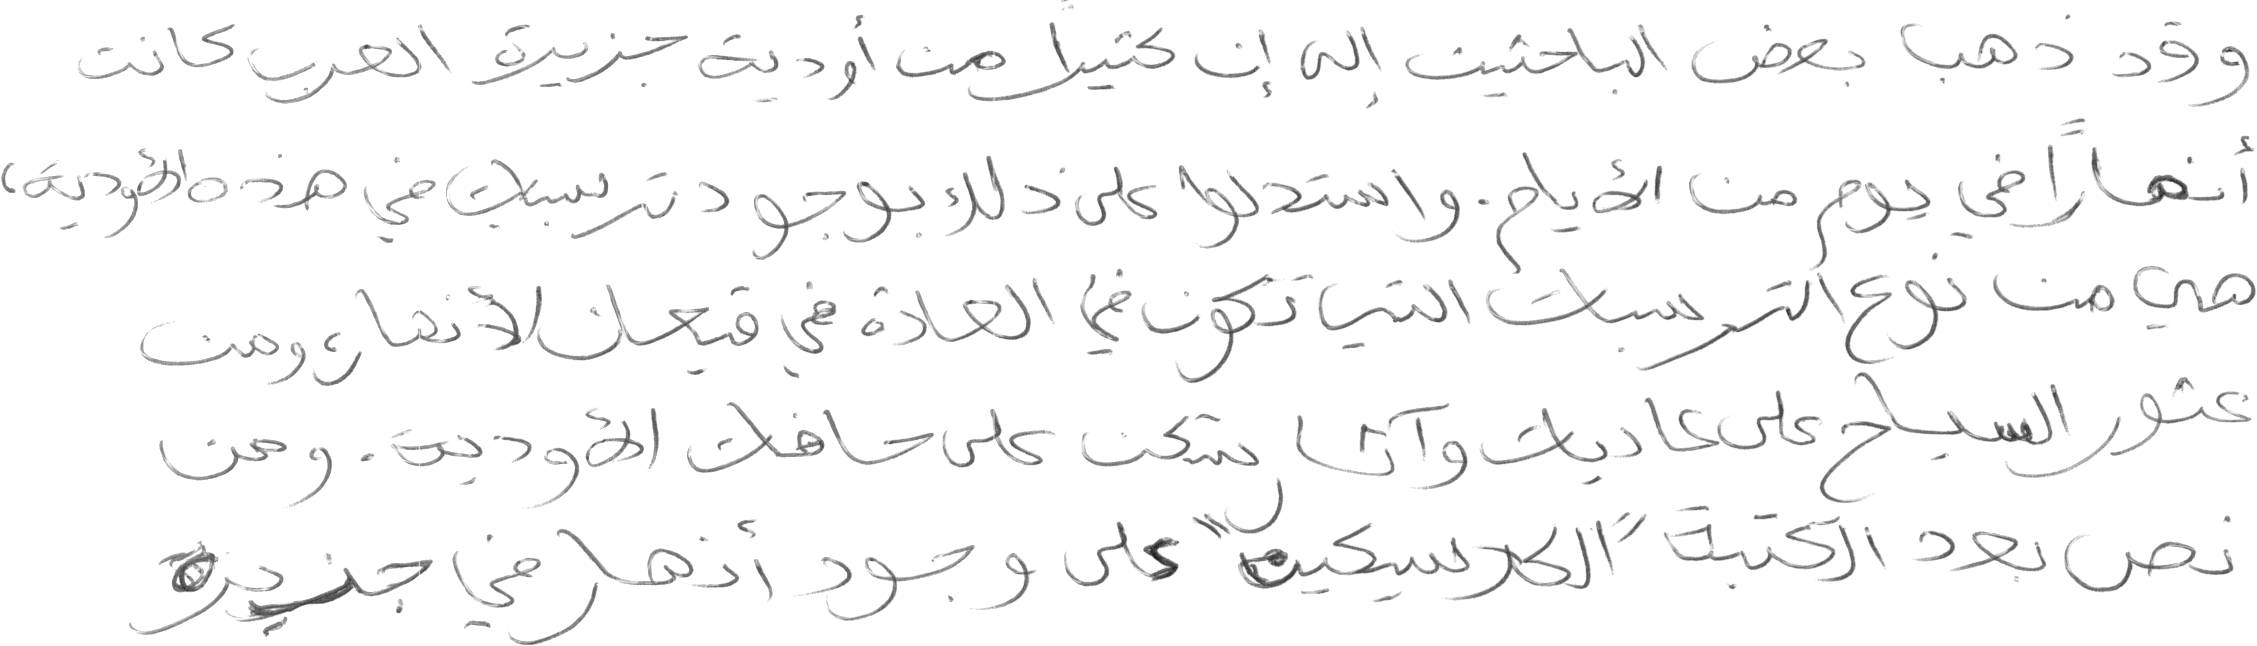 وقد ذهب بعض الباحثين إلى إن كثيراً من أودية جزيرة العرب كانت
أنهاراً في يوم من الأيام. واستدلوا على ذلك بوجود ترسبات في هذه الأودية،
هي من نوع الترسبات التي تكون في العادة في قيعان الأنهار، ومن
عثور السياح على عاديات وآثار سكن على حافات الأودية. ومن
نص بعد الكتبة "الكلاسيكيين" على وجود أنهار في جزيرة